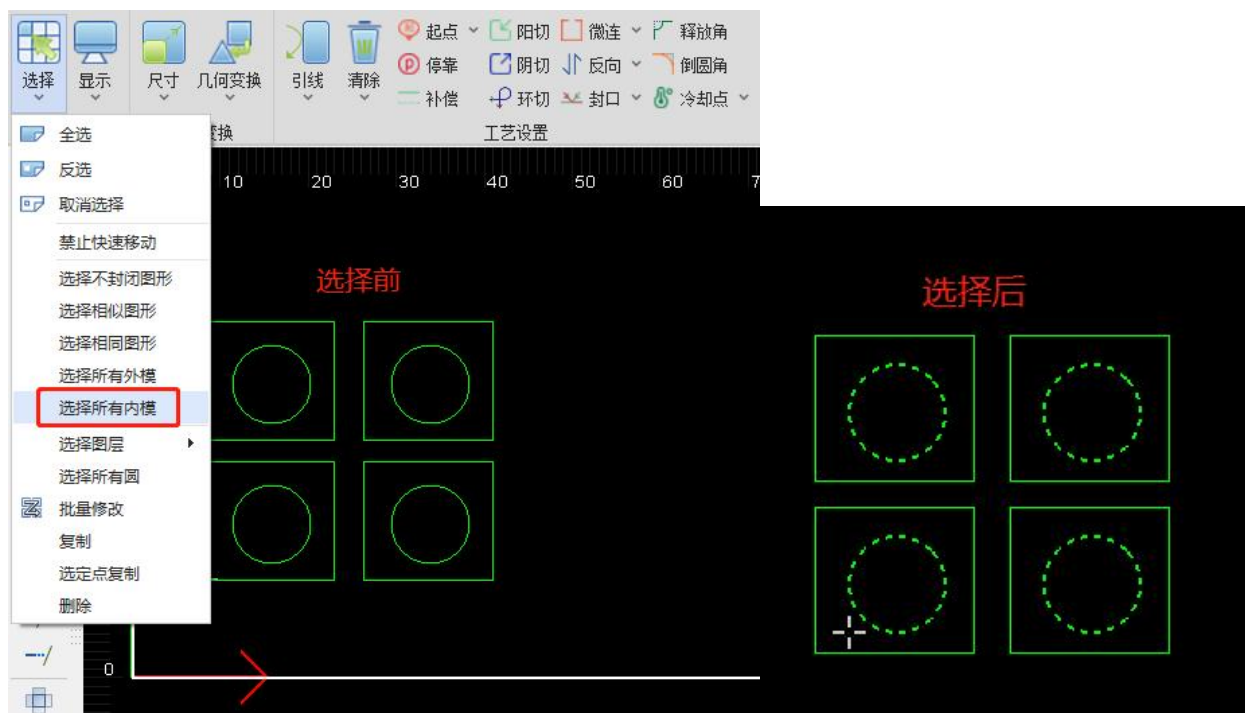 选择 显示 尺寸 几何变换 引线 清除
起点 阳切 微连 释放角
停靠 阴切 反向 倒圆角
补偿 环切 封口 冷却点
变换 工艺设置
全选
反选
取消选择
禁止快速移动
选择不封闭图形
选择相似图形
选择相同图形
选择所有外模
选择所有内模
选择图层
选择所有圆
批量修改
复制
选定点复制
删除
10 20 30 40 50 60 7
选择前
选择后
0